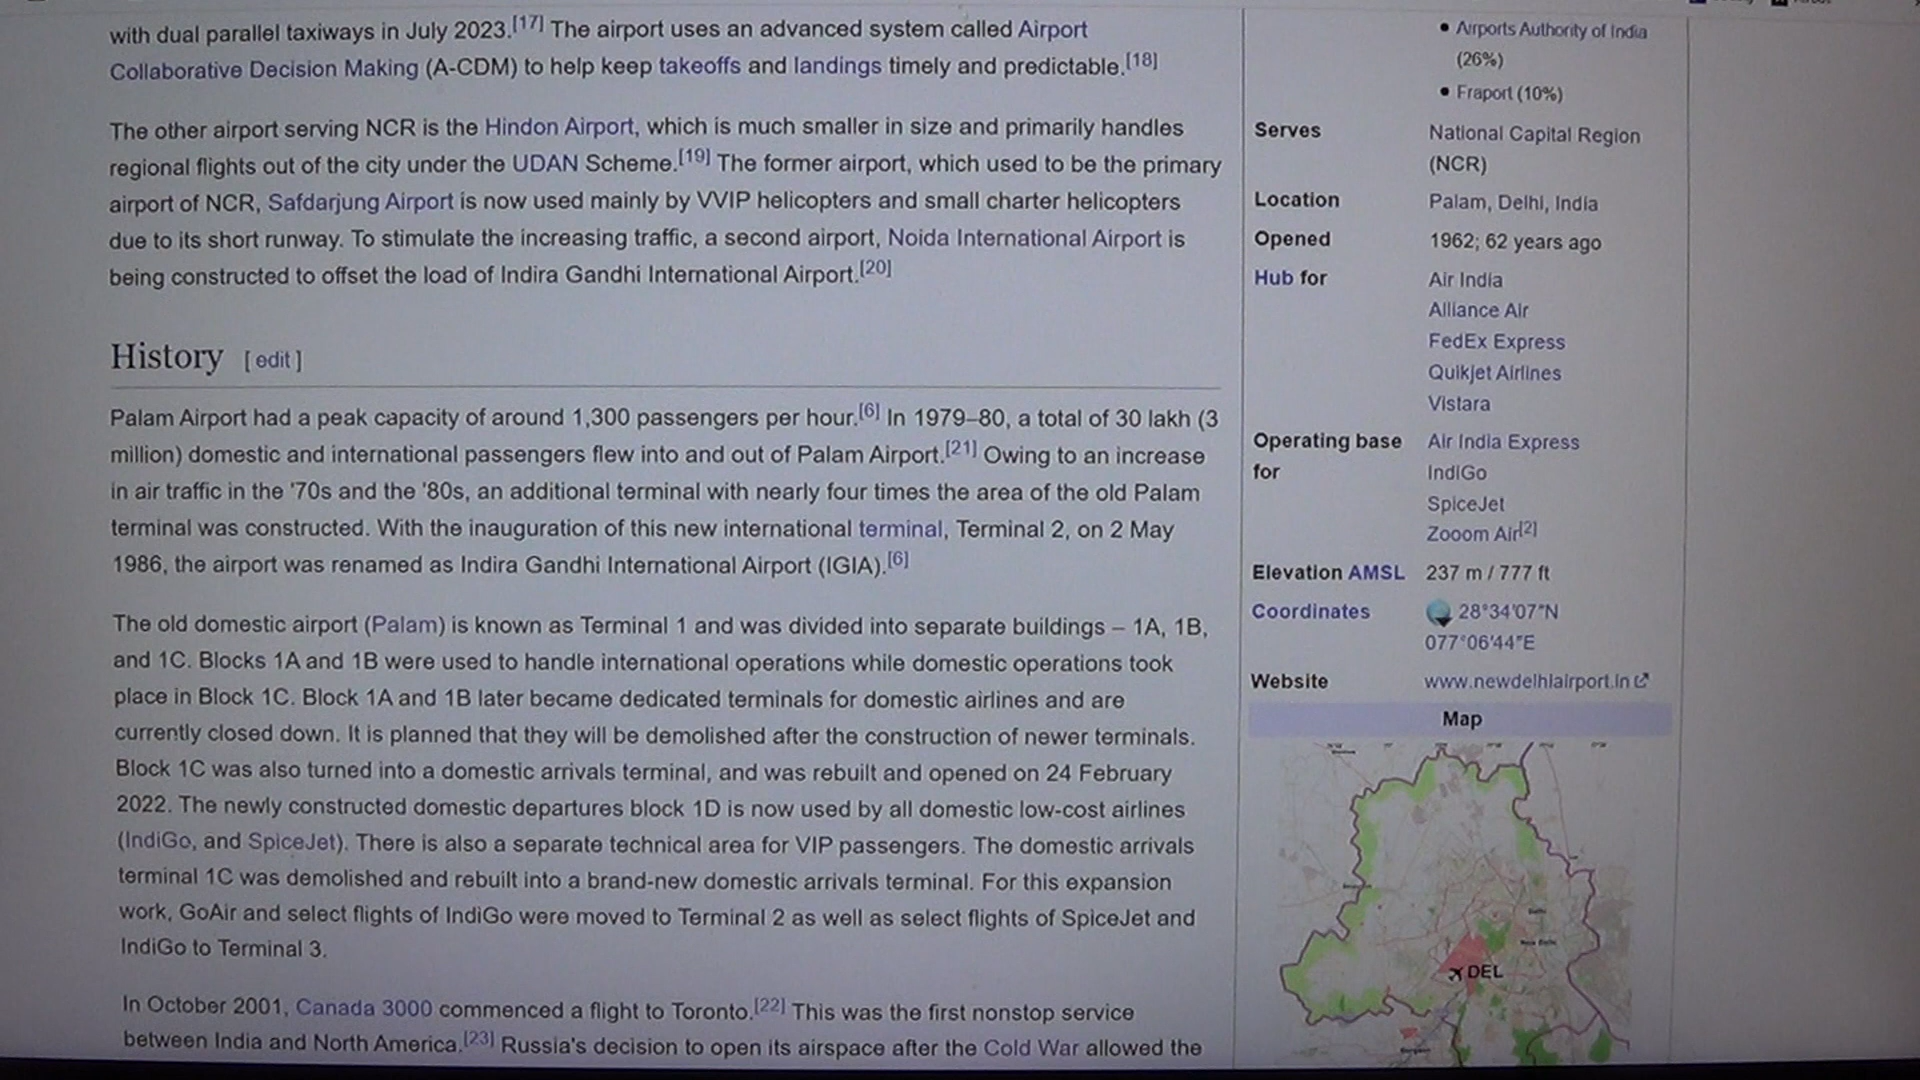 with dual parallel taxiways in July 2023.[17] The airport uses an advanced system called Airport
Collaborative Decision Making (A-CDM) to help keep takeoffs and landings timely and predictable.[18]
The other airport serving NCR is the Hindon Airport, which is much smaller in size and primarily handles
regional flights out of the city under the UDAN Scheme.[19] The former airport, which used to be the primary
airport of NCR, Safdarjung Airport is now used mainly by VVIP helicopters and small charter helicopters
due to its short runway. To stimulate the increasing traffic, a second airport, Noida International Airport is
being constructed to offset the load of Indira Gandhi International Airport.[20]
History [ edit ]
Palam Airport had a peak capacity of around 1,300 passengers per hour.[6] In 1979–80, a total of 30 lakh (3
million) domestic and international passengers flew into and out of Palam Airport.[21] Owing to an increase
in air traffic in the '70s and the '80s, an additional terminal with nearly four times the area of the old Palam
terminal was constructed. With the inauguration of this new international terminal, Terminal 2, on 2 May
1986, the airport was renamed as Indira Gandhi International Airport (IGIA).[6]
The old domestic airport (Palam) is known as Terminal 1 and was divided into separate buildings – 1A, 1B,
and 1C. Blocks 1A and 1B were used to handle international operations while domestic operations took
place in Block 1C. Block 1A and 1B later became dedicated terminals for domestic airlines and are
currently closed down. It is planned that they will be demolished after the construction of newer terminals.
Block 1C was also turned into a domestic arrivals terminal, and was rebuilt and opened on 24 February
2022. The newly constructed domestic departures block 1D is now used by all domestic low-cost airlines
(IndiGo, and SpiceJet). There is also a separate technical area for VIP passengers. The domestic arrivals
terminal 1C was demolished and rebuilt into a brand-new domestic arrivals terminal. For this expansion
work, GoAir and select flights of IndiGo were moved to Terminal 2 as well as select flights of SpiceJet and
IndiGo to Terminal 3.
In October 2001, Canada 3000 commenced a flight to Toronto.[22] This was the first nonstop service
between India and North America.[23] Russia's decision to open its airspace after the Cold War allowed the
• Airports Authority of India
(26%)
• Fraport (10%)
Serves National Capital Region
(NCR)
Location Palam, Delhi, India
Opened 1962; 62 years ago
Hub for Air India
Alliance Air
FedEx Express
Quikjet Airlines
Vistara
Operating base Air India Express
for IndiGo
SpiceJet
Zooom Air[2]
Elevation AMSL 237 m / 777 ft
Coordinates 28°34′07″N
077°06′44″E
Website www.newdelhiairport.in
Map
Delhi
New Delhi
DEL